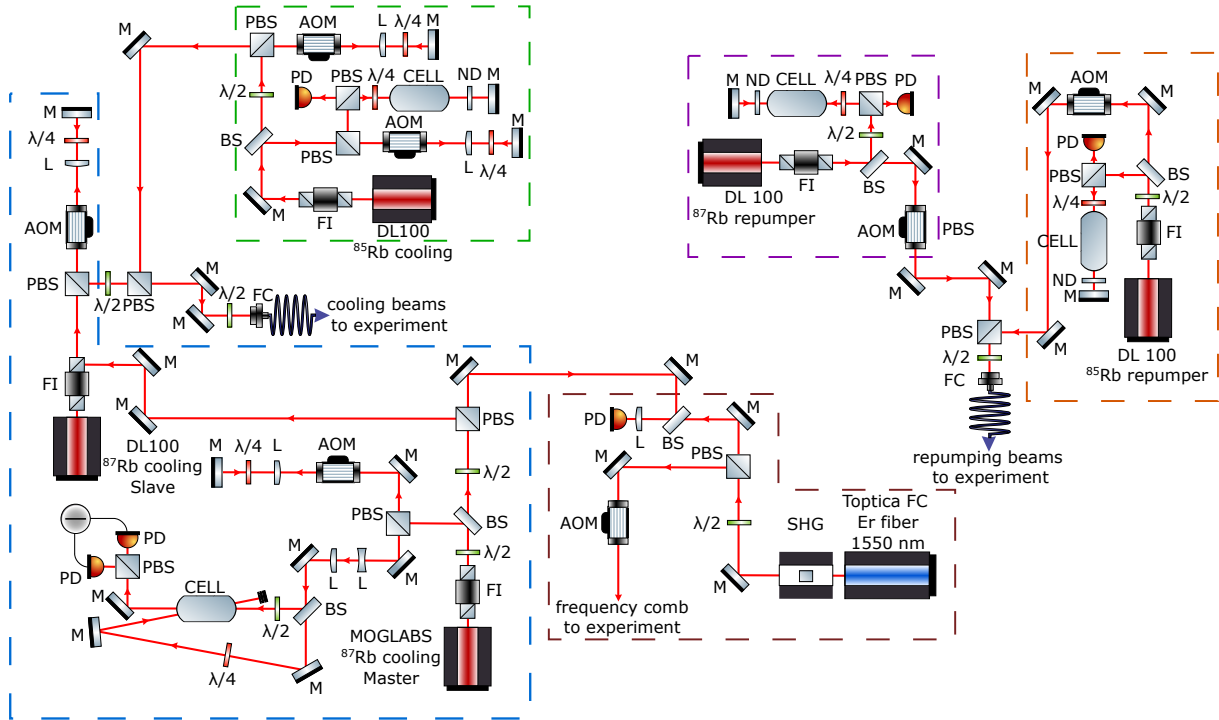 PBS
AOM
L
λ/4
M
M
λ/2
PD
PBS
λ/4
CELL
ND
M
AOM
BS
PBS
L
λ/4
M
M
FI
DL100
⁸⁵Rb cooling
M
λ/4
L
AOM
PBS
λ/2
PBS
M
M
λ/2
FC
cooling beams
to experiment
M
ND
CELL
λ/4
PBS
PD
λ/2
M
DL 100
⁸⁷Rb repumper
FI
BS
AOM
PBS
M
M
PBS
λ/2
FC
repumping beams
to experiment
M
AOM
M
PD
PBS
BS
λ/4
λ/2
CELL
FI
ND
M
M
DL 100
⁸⁵Rb repumper
FI
M
M
DL100
⁸⁷Rb cooling
Slave
M
PBS
M
λ/4
L
AOM
M
λ/2
PBS
BS
λ/2
M
L
L
M
FI
PD
PD
PBS
CELL
M
M
λ/2
BS
λ/4
M
MOGLABS
⁸⁷Rb cooling
Master
M
PD
L
BS
M
M
PBS
AOM
λ/2
M
SHG
Toptica FC
Er fiber
1550 nm
frequency comb
to experiment